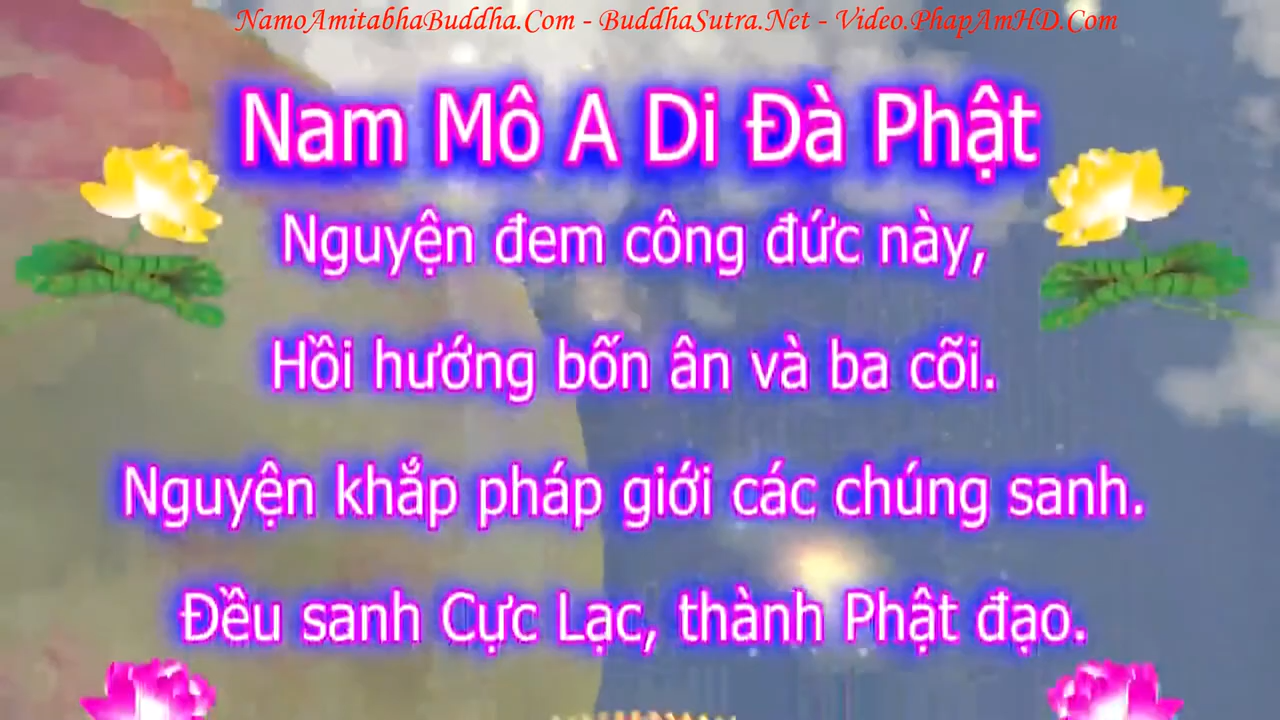 NamoAmitabhaBuddha.Com - BuddhaSutra.Net - Video.PhapAmHD.Com
Nam Mô A Di Đà Phật
Nguyện đem công đức này,
Hồi hướng bốn ân và ba cõi.
Nguyện khắp pháp giới các chúng sanh.
Đều sanh Cực Lạc, thành Phật đạo.